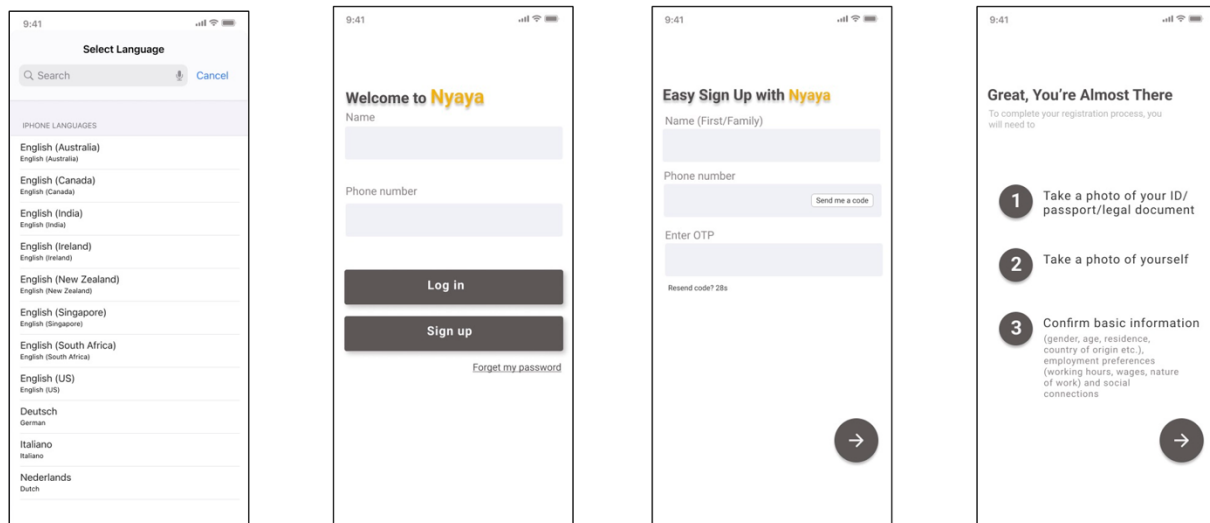 9:41
Select Language
Search
Cancel
IPHONE LANGUAGES
English (Australia)
English (Australia)
English (Canada)
English (Canada)
English (India)
English (India)
English (Ireland)
English (Ireland)
English (New Zealand)
English (New Zealand)
English (Singapore)
English (Singapore)
English (South Africa)
English (South Africa)
English (US)
English (US)
Deutsch
German
Italiano
Italiano
Nederlands
Dutch
9:41
Welcome to Nyaya
Name
Phone number
Log in
Sign up
Forget my password
9:41
Easy Sign Up with Nyaya
Name (First/Family)
Phone number
Send me a code
Enter OTP
Resend code? 28s
9:41
Great, You're Almost There
To complete your registration process, you
will need to
1
Take a photo of your ID/
passport/legal document
2
Take a photo of yourself
3
Confirm basic information
(gender, age, residence,
country of origin etc.),
employment preferences
(working hours, wages, nature
of work) and social
connections